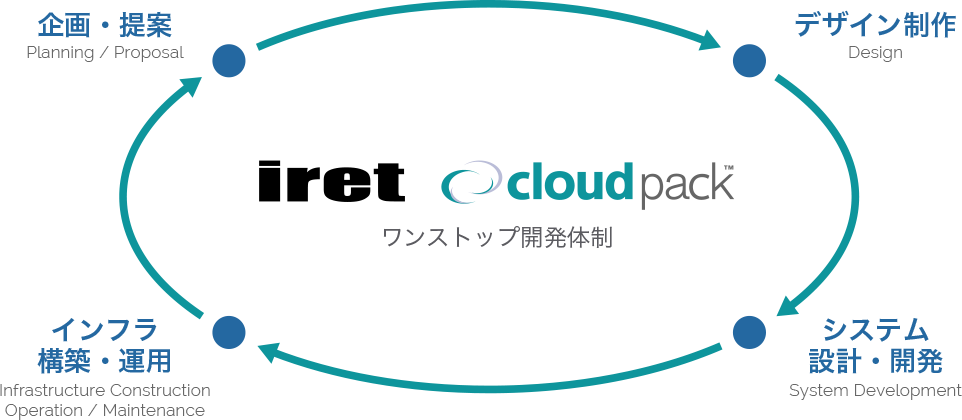 企画・提案
Planning / Proposal
デザイン制作
Design
iret cloudpack™
ワンストップ開発体制
インフラ
構築・運用
Infrastructure Construction
Operation / Maintenance
システム
設計・開発
System Development